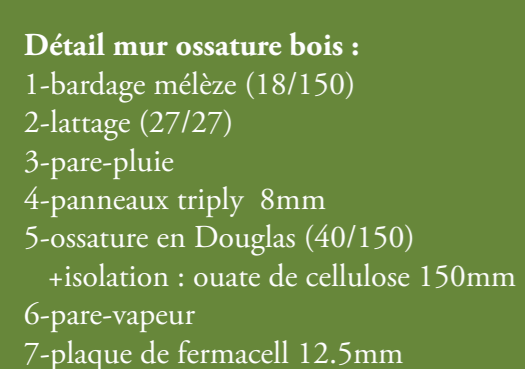 Détail mur ossature bois :
1-bardage mélèze (18/150)
2-lattage (27/27)
3-pare-pluie
4-panneaux triply  8mm
5-ossature en Douglas (40/150)
+isolation : ouate de cellulose 150mm
6-pare-vapeur
7-plaque de fermacell 12.5mm